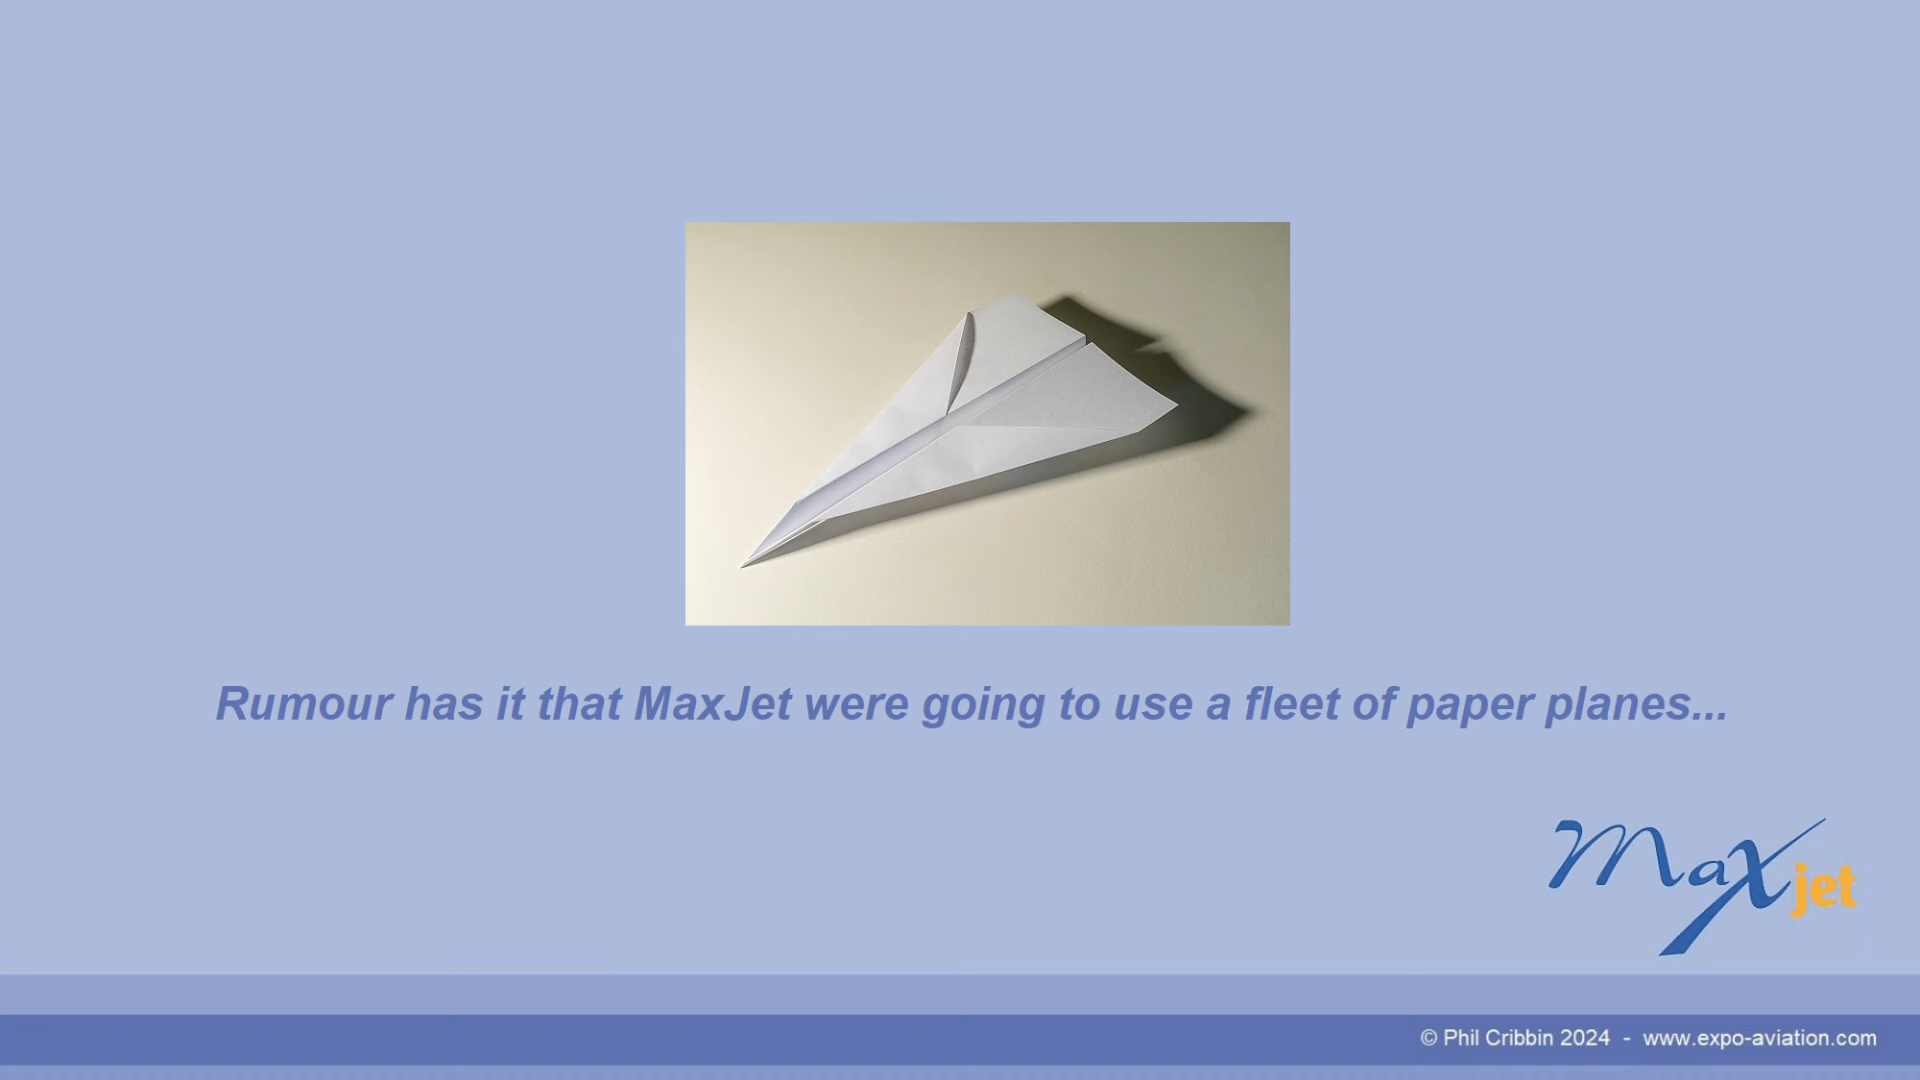 Rumour has it that MaxJet were going to use a fleet of paper planes...
Maxjet
© Phil Cribbin 2024 - www.expo-aviation.com